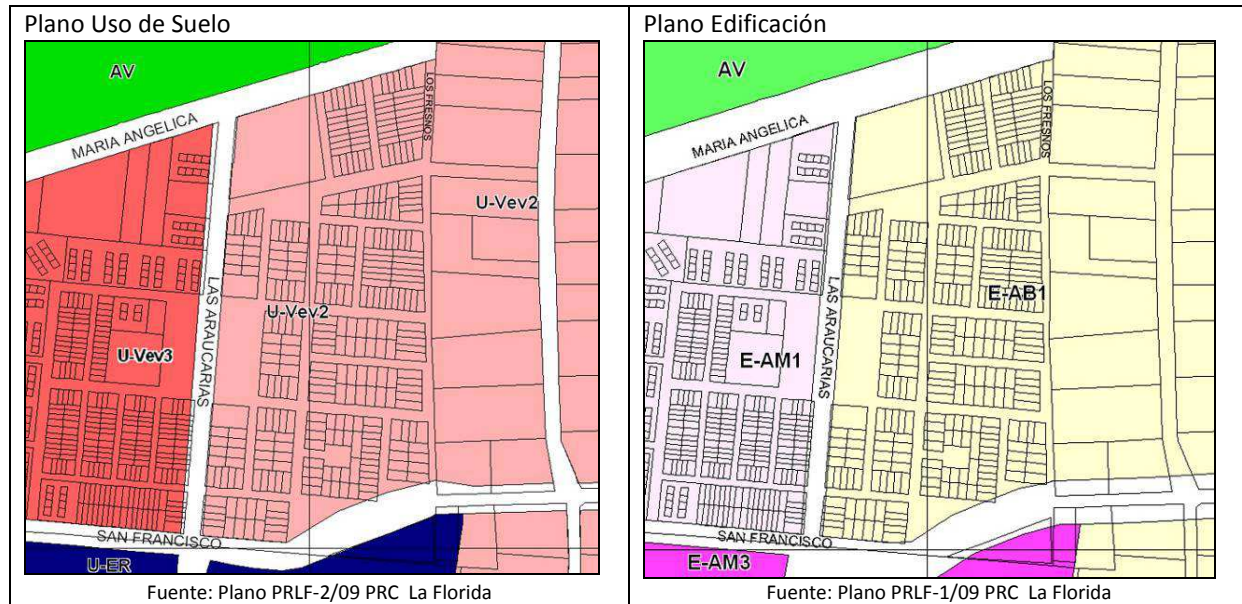 Plano Uso de Suelo
AV
MARIA ANGELICA
LOS FRESNOS
U-Vev2
LAS ARAUCARIAS
U-Vev2
U-Vev3
SAN FRANCISCO
U-ER
Fuente: Plano PRLF-2/09 PRC La Florida
Plano Edificación
AV
MARIA ANGELICA
LOS FRESNOS
LAS ARAUCARIAS
E-AB1
E-AM1
SAN FRANCISCO
E-AM3
Fuente: Plano PRLF-1/09 PRC La Florida